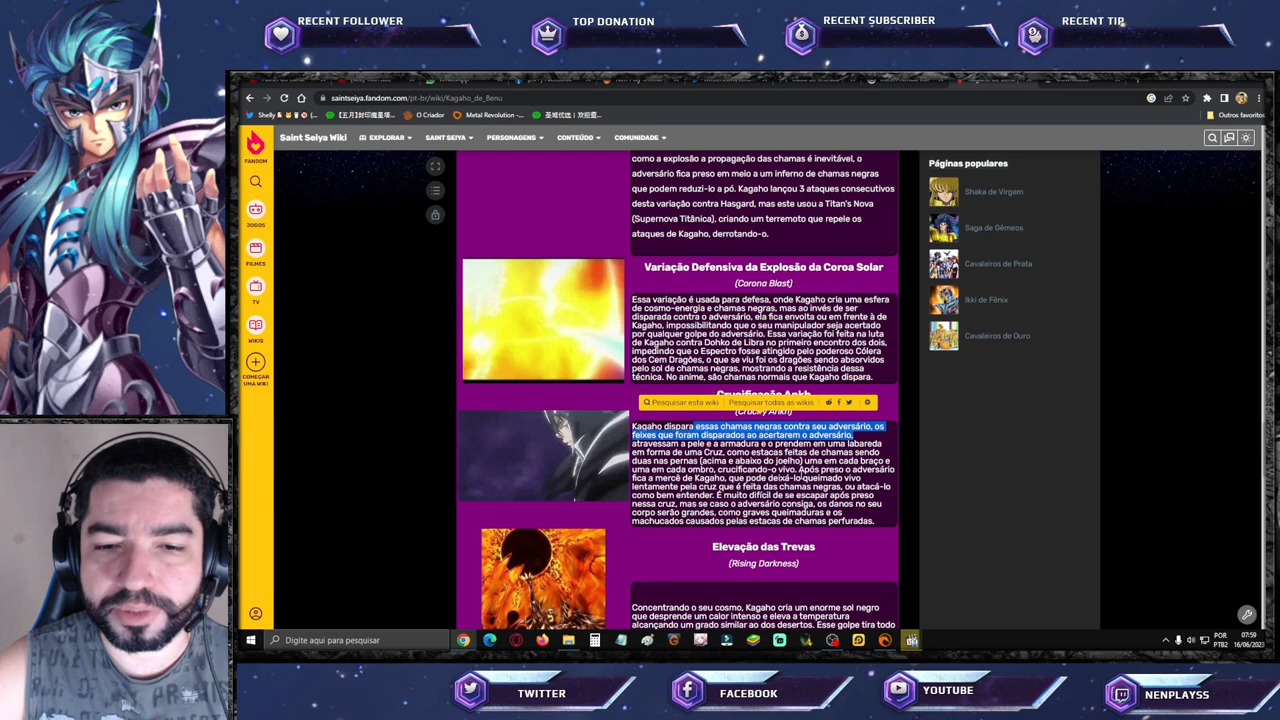 RECENT FOLLOWER
TOP DONATION
RECENT SUBSCRIBER
RECENT TIP
saintseiya.fandom.com/pt-br/wiki/Kagaho_de_Benu
O Criador
Metal Revolution -...
Outros favoritos
FANDOM
JOGOS
FILMES
TV
WIKIS
COMEÇAR
UMA WIKI
Saint Seiya Wiki
EXPLORAR
SAINT SEIYA
PERSONAGENS
CONTEÚDO
COMUNIDADE
como a explosão a propagação das chamas é inevitável, o
adversário fica preso em meio a um inferno de chamas negras
que podem reduzi-lo a pó. Kagaho lançou 3 ataques consecutivos
desta variação contra Hasgard, mas este usou a Titan's Nova
(Supernova Titânica), criando um terremoto que repele os
ataques de Kagaho, derrotando-o.
Variação Defensiva da Explosão da Coroa Solar
(Corona Blast)
Essa variação é usada para defesa, onde Kagaho cria uma esfera
de cosmo-energia e chamas negras, mas ao invés de ser
disparada contra o adversário, ela fica envolta ou em frente à de
Kagaho, impossibilitando que o seu manipulador seja acertado
por qualquer golpe do adversário. Essa variação foi feita na luta
de Kagaho contra Dohko de Libra no primeiro encontro dos dois,
impedindo que o Espectro fosse atingido pelo poderoso Cólera
dos Cem Dragões, o que se viu foi os dragões sendo absorvidos
pelo sol de chamas negras, mostrando a resistência dessa
técnica. No anime, são chamas normais que Kagaho dispara.
Crucificação Ankh
Pesquisar esta wiki
Pesquisar todas as wikis
(Crucify Ankh)
Kagaho dispara essas chamas negras contra seu adversário, os
feixes que foram disparados ao acertarem o adversário,
atravessam a pele e a armadura e o prendem em uma labareda
em forma de uma Cruz, como estacas feitas de chamas sendo
duas nas pernas (acima e abaixo do joelho) uma em cada braço e
uma em cada ombro, crucificando-o vivo. Após preso o adversário
fica a mercê de Kagaho, que pode deixá-lo queimado vivo
lentamente pela cruz que é feita das chamas negras, ou atacá-lo
como bem entender. É muito difícil de se escapar após preso
nessa cruz, mas se caso o adversário consiga, os danos no seu
corpo serão grandes, como graves queimaduras e os
machucados causados pelas estacas de chamas perfuradas.
Elevação das Trevas
(Rising Darkness)
Concentrando o seu cosmo, Kagaho cria um enorme sol negro
que desprende um calor intenso e eleva a temperatura
alcançando um grado similar ao dos desertos. Esse golpe tira todo
Páginas populares
Shaka de Virgem
Saga de Gêmeos
Cavaleiros de Prata
Ikki de Fênix
Cavaleiros de Ouro
Digite aqui para pesquisar
POR
PTB2
07:59
16/06/2023
TWITTER
FACEBOOK
YOUTUBE
NENPLAYSS